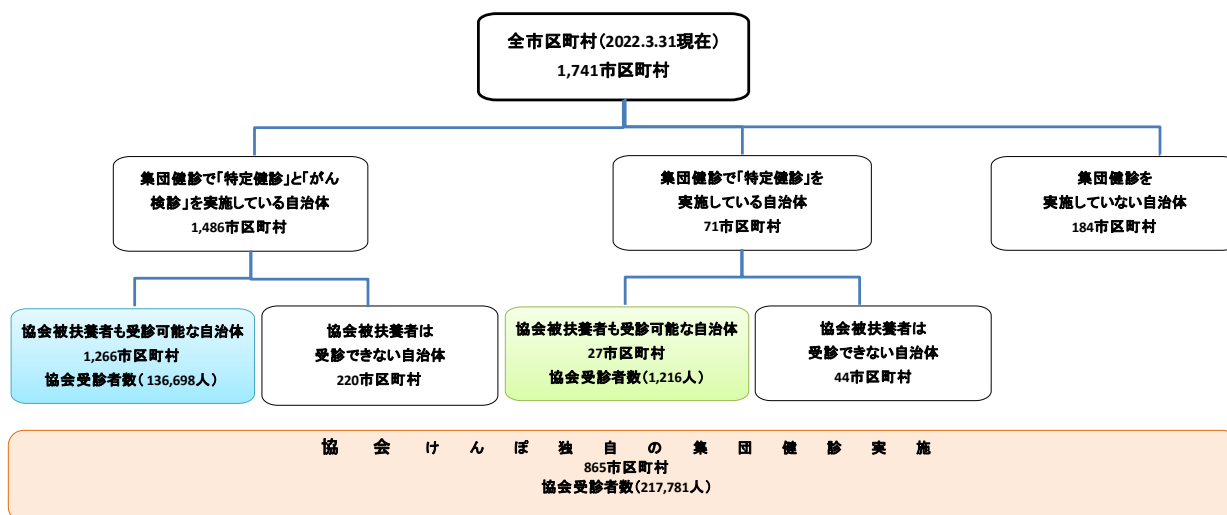 全市区町村(2022.3.31現在)
1,741市区町村
集団健診で「特定健診」と「がん
検診」を実施している自治体
1,486市区町村
集団健診で「特定健診」を
実施している自治体
71市区町村
集団健診を
実施していない自治体
184市区町村
協会被扶養者も受診可能な自治体
1,266市区町村
協会受診者数(136,698人)
協会被扶養者は
受診できない自治体
220市区町村
協会被扶養者も受診可能な自治体
27市区町村
協会受診者数(1,216人)
協会被扶養者は
受診できない自治体
44市区町村
協会けんぽ独自の集団健診実施
865市区町村
協会受診者数(217,781人)